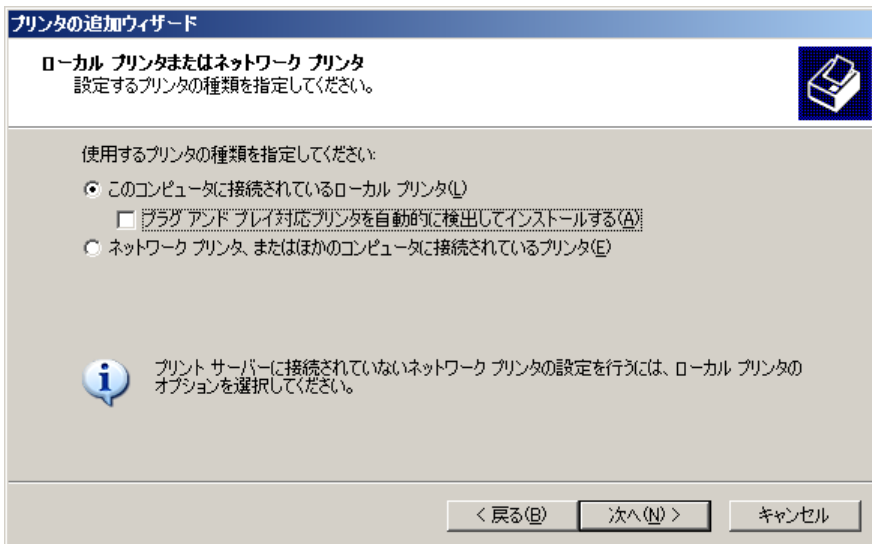 プリンタの追加ウィザード
ローカル プリンタまたはネットワーク プリンタ
設定するプリンタの種類を指定してください。
使用するプリンタの種類を指定してください:
このコンピュータに接続されているローカル プリンタ(L)
プラグ アンド プレイ対応プリンタを自動的に検出してインストールする(A)
ネットワーク プリンタ、またはほかのコンピュータに接続されているプリンタ(E)
プリント サーバーに接続されていないネットワーク プリンタの設定を行うには、ローカル プリンタの
オプションを選択してください。
< 戻る(B)
次へ(N) >
キャンセル